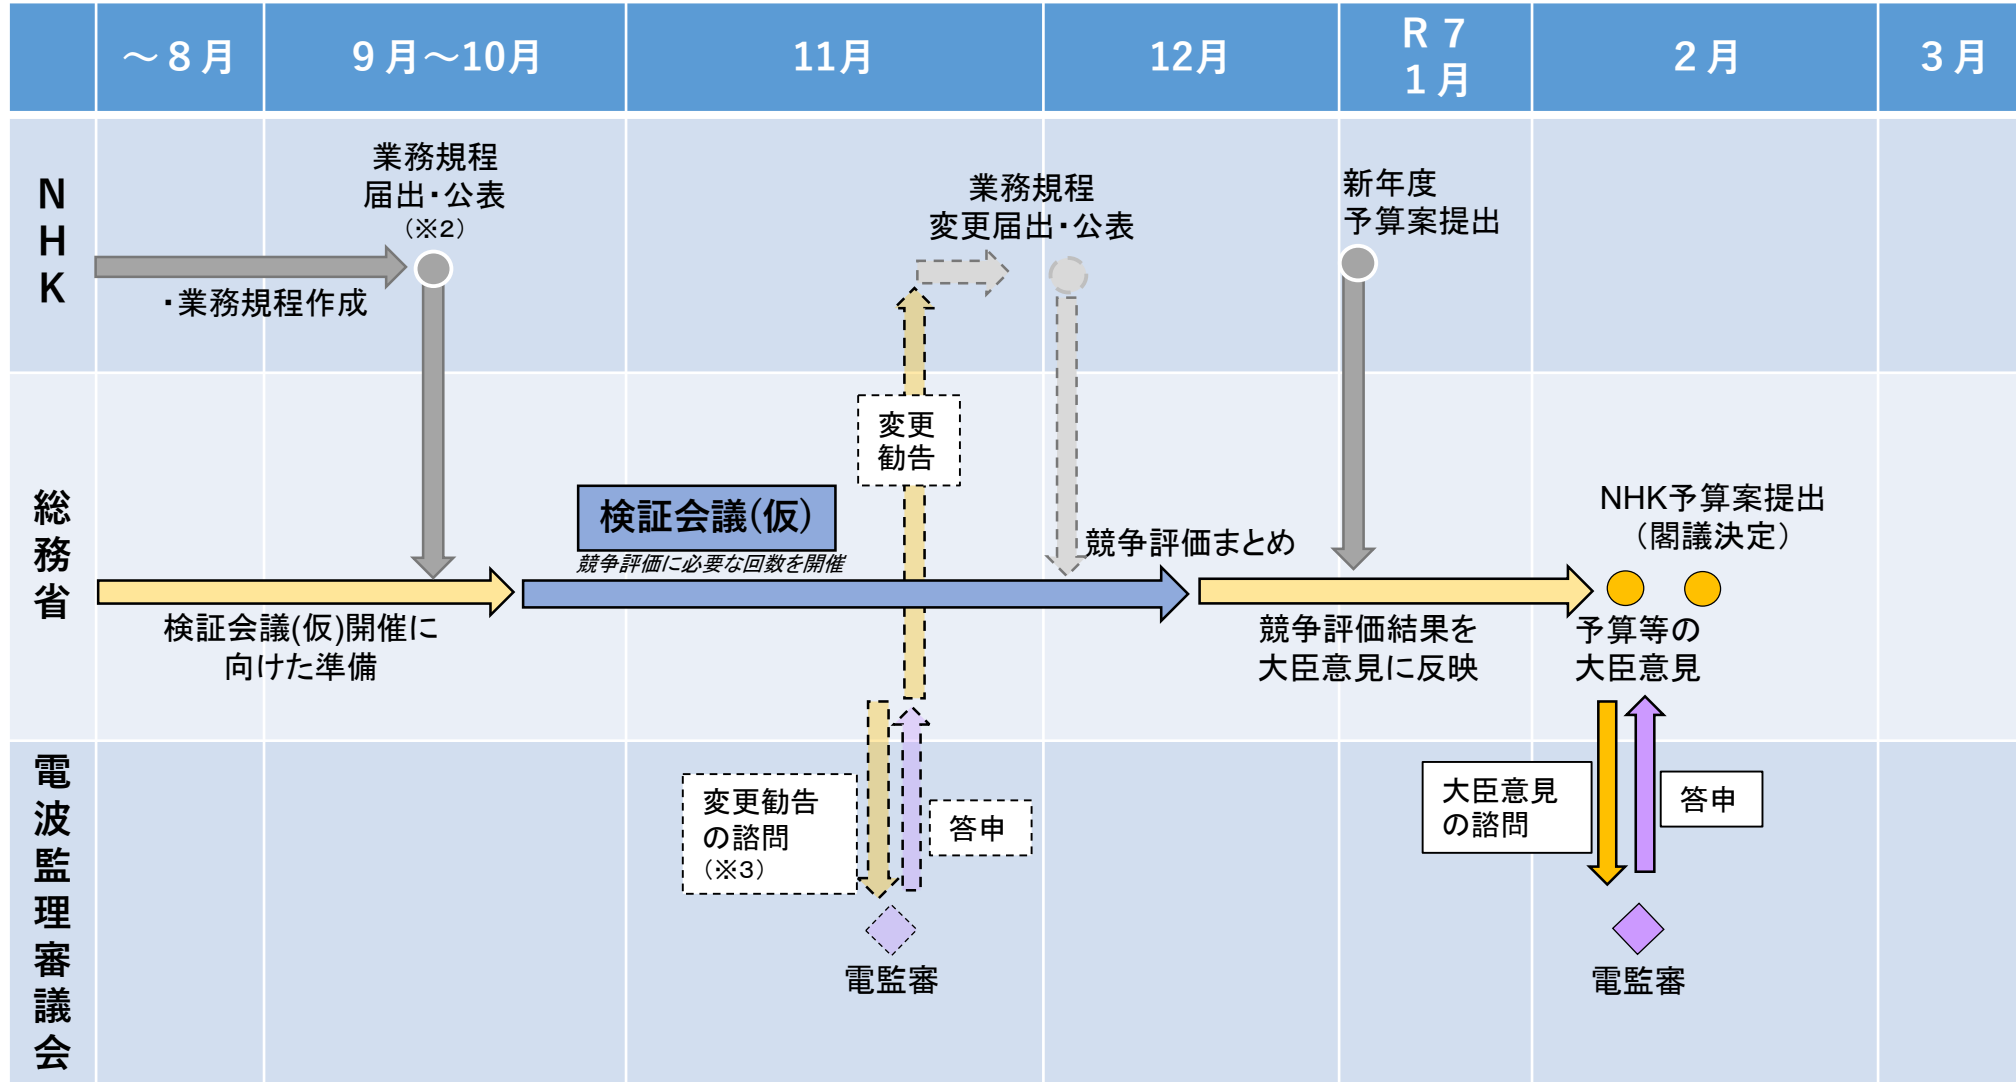 ～８月
９月～10月
11月
12月
Ｒ７
１月
２月
３月
NHK
業務規程
届出・公表
（※2）
・業務規程作成
業務規程
変更届出・公表
新年度
予算案提出
総務省
変更
勧告
検証会議(仮)
競争評価に必要な回数を開催
競争評価まとめ
NHK予算案提出
（閣議決定）
検証会議(仮)開催に
向けた準備
競争評価結果を
大臣意見に反映
予算等の
大臣意見
電波監理審議会
変更勧告
の諮問
（※3）
答申
電監審
大臣意見
の諮問
答申
電監審